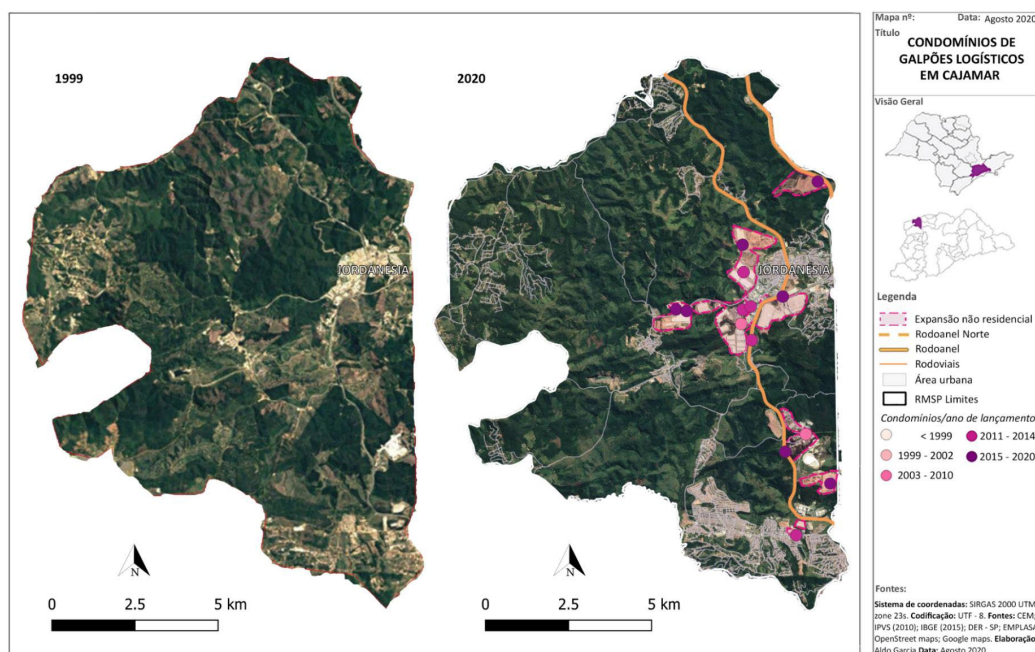 1999
JORDANÉSIA
0 2.5 5 km
N
2020
JORDANÉSIA
0 2.5 5 km
N
Mapa nº: Data: Agosto 2020
Título
CONDOMÍNIOS DE
GALPÕES LOGÍSTICOS
EM CAJAMAR
Visão Geral
Legenda
Expansão não residencial
Rodoanel Norte
Rodoanel
Rodoviais
Área urbana
RMSP Limites
Condomínios/ano de lançamento
< 1999 2011 - 2014
1999 - 2002 2015 - 2020
2003 - 2010
Fontes:
Sistema de coordenadas: SIRGAS 2000 UTM
zone 23s. Codificação: UTF - 8. Fontes: CEM;
IPVS (2010); IBGE (2015); DER - SP; EMPLASA
OpenStreet maps; Google maps. Elaboração
Aldo Garcia Data: Agosto 2020